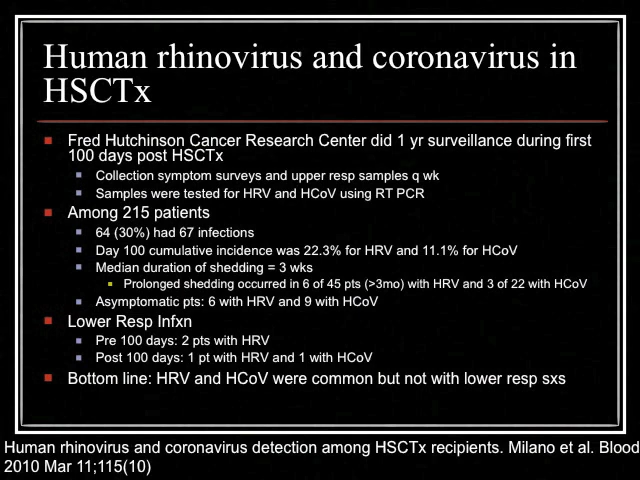 Human rhinovirus and coronavirus in
HSCTx
Fred Hutchinson Cancer Research Center did 1 yr surveillance during first
100 days post HSCTx
Collection symptom surveys and upper resp samples q wk
Samples were tested for HRV and HCoV using RT PCR
Among 215 patients
64 (30%) had 67 infections
Day 100 cumulative incidence was 22.3% for HRV and 11.1% for HCoV
Median duration of shedding = 3 wks
Prolonged shedding occurred in 6 of 45 pts (>3mo) with HRV and 3 of 22 with HCoV
Asymptomatic pts: 6 with HRV and 9 with HCoV
Lower Resp Infxn
Pre 100 days: 2 pts with HRV
Post 100 days: 1 pt with HRV and 1 with HCoV
Bottom line: HRV and HCoV were common but not with lower resp sxs
Human rhinovirus and coronavirus detection among HSCTx recipients. Milano et al. Blood
2010 Mar 11;115(10)